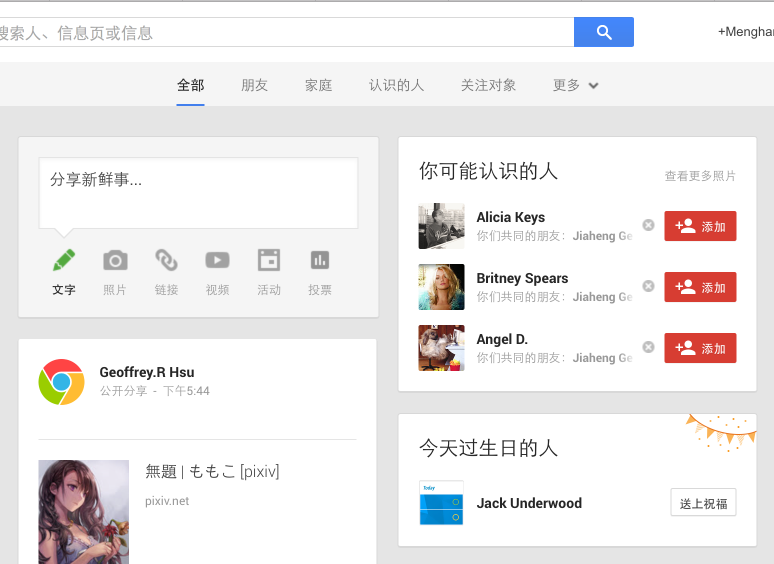 搜索人、信息页或信息
+Menghan
全部
朋友
家庭
认识的人
关注对象
更多
分享新鲜事...
文字
照片
链接
视频
活动
投票
Geoffrey.R Hsu
公开分享 - 下午5:44
無題 | ももこ [pixiv]
pixiv.net
你可能认识的人
查看更多照片
Alicia Keys
你们共同的朋友：Jiaheng Ge
添加
Britney Spears
你们共同的朋友：Jiaheng Ge
添加
Angel D.
你们共同的朋友：Jiaheng Ge
添加
今天过生日的人
Today
Jack Underwood
送上祝福